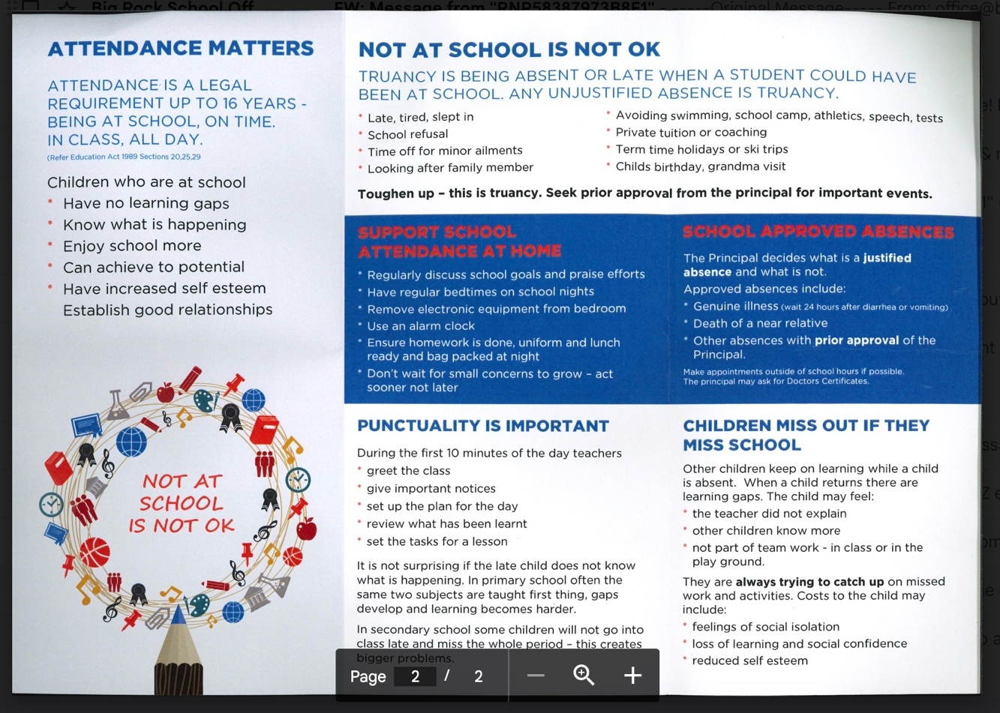 Big Rock School Off
FW: Message from "RNP58387973B8F1" - -----Original Message----- From: office@b
ATTENDANCE MATTERS
ATTENDANCE IS A LEGAL
REQUIREMENT UP TO 16 YEARS -
BEING AT SCHOOL, ON TIME.
IN CLASS, ALL DAY.
(Refer Education Act 1989 Sections 20,25,29
Children who are at school
* Have no learning gaps
* Know what is happening
* Enjoy school more
* Can achieve to potential
* Have increased self esteem
Establish good relationships
NOT AT
SCHOOL
IS NOT OK
NOT AT SCHOOL IS NOT OK
TRUANCY IS BEING ABSENT OR LATE WHEN A STUDENT COULD HAVE
BEEN AT SCHOOL. ANY UNJUSTIFIED ABSENCE IS TRUANCY.
* Late, tired, slept in
* School refusal
* Time off for minor ailments
* Looking after family member
* Avoiding swimming, school camp, athletics, speech, tests
* Private tuition or coaching
* Term time holidays or ski trips
* Childs birthday, grandma visit
Toughen up – this is truancy. Seek prior approval from the principal for important events.
SUPPORT SCHOOL
ATTENDANCE AT HOME
* Regularly discuss school goals and praise efforts
* Have regular bedtimes on school nights
* Remove electronic equipment from bedroom
* Use an alarm clock
* Ensure homework is done, uniform and lunch
ready and bag packed at night
* Don't wait for small concerns to grow – act
sooner not later
SCHOOL APPROVED ABSENCES
The Principal decides what is a justified
absence and what is not.
Approved absences include:
* Genuine illness (wait 24 hours after diarrhea or vomiting)
* Death of a near relative
* Other absences with prior approval of the
Principal.
Make appointments outside of school hours if possible.
The principal may ask for Doctors Certificates.
PUNCTUALITY IS IMPORTANT
During the first 10 minutes of the day teachers
* greet the class
* give important notices
* set up the plan for the day
* review what has been learnt
* set the tasks for a lesson
It is not surprising if the late child does not know
what is happening. In primary school often the
same two subjects are taught first thing, gaps
develop and learning becomes harder.
In secondary school some children will not go into
class late and miss the whole period – this creates
bigger problems.
CHILDREN MISS OUT IF THEY
MISS SCHOOL
Other children keep on learning while a child
is absent. When a child returns there are
learning gaps. The child may feel:
* the teacher did not explain
* other children know more
* not part of team work - in class or in the
play ground.
They are always trying to catch up on missed
work and activities. Costs to the child may
include:
* feelings of social isolation
* loss of learning and social confidence
* reduced self esteem
Page 2 / 2